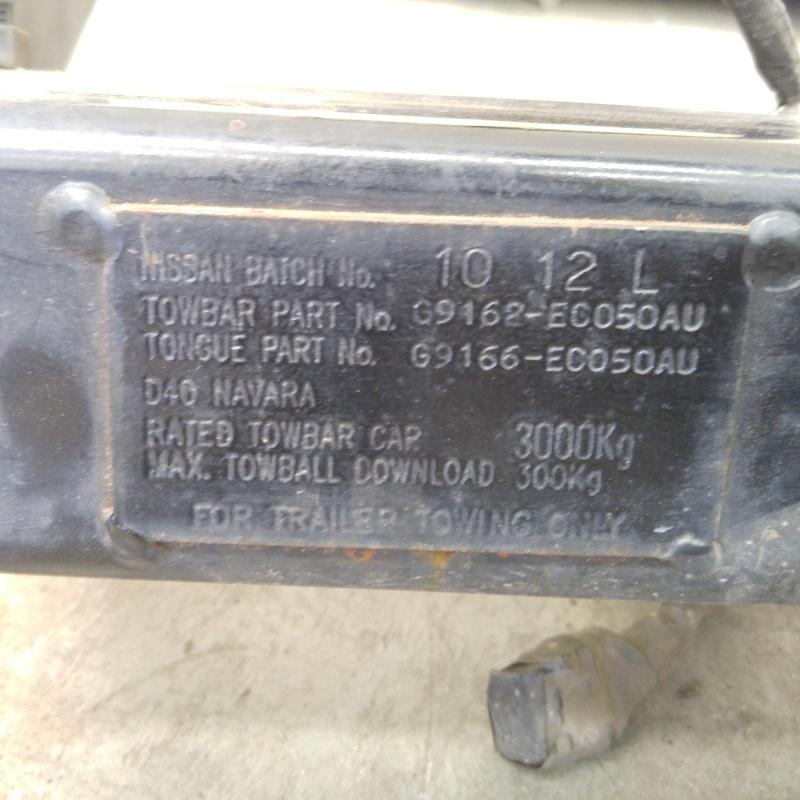 NISSAN BATCH No. 10 12 L
TOWBAR PART No. G9162-EC050AU
TONGUE PART No. G9166-EC050AU
D40 NAVARA
RATED TOWBAR CAP. 3000Kg
MAX. TOWBALL DOWNLOAD 300Kg
FOR TRAILER TOWING ONLY